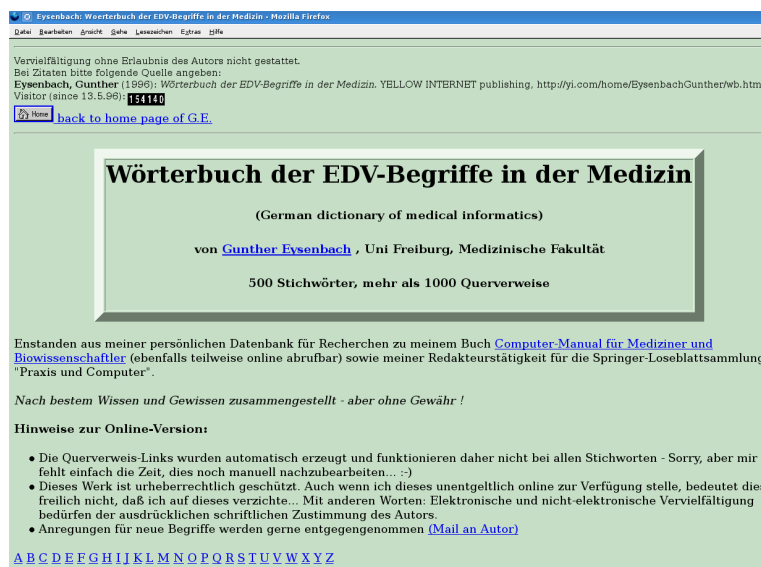 Eysenbach: Woerterbuch der EDV-Begriffe in der Medizin - Mozilla Firefox
Datei Bearbeiten Ansicht Gehe Lesezeichen Extras Hilfe
Vervielfältigung ohne Erlaubnis des Autors nicht gestattet.
Bei Zitaten bitte folgende Quelle angeben:
Eysenbach, Gunther (1996): Wörterbuch der EDV-Begriffe in der Medizin. YELLOW INTERNET publishing, http://yi.com/home/EysenbachGunther/wb.htm
Visitor (since 13.5.96): 154140
Home back to home page of G.E.
Wörterbuch der EDV-Begriffe in der Medizin
(German dictionary of medical informatics)
von Gunther Eysenbach , Uni Freiburg, Medizinische Fakultät
500 Stichwörter, mehr als 1000 Querverweise
Enstanden aus meiner persönlichen Datenbank für Recherchen zu meinem Buch Computer-Manual für Mediziner und
Biowissenschaftler (ebenfalls teilweise online abrufbar) sowie meiner Redakteurstätigkeit für die Springer-Loseblattsammlung
"Praxis und Computer".
Nach bestem Wissen und Gewissen zusammengestellt - aber ohne Gewähr !
Hinweise zur Online-Version:
• Die Querverweis-Links wurden automatisch erzeugt und funktionieren daher nicht bei allen Stichworten - Sorry, aber mir
fehlt einfach die Zeit, dies noch manuell nachzubearbeiten... :-)
• Dieses Werk ist urheberrechtlich geschützt. Auch wenn ich dieses unentgeltlich online zur Verfügung stelle, bedeutet dies
freilich nicht, daß ich auf dieses verzichte... Mit anderen Worten: Elektronische und nicht-elektronische Vervielfältigung
bedürfen der ausdrücklichen schriftlichen Zustimmung des Autors.
• Anregungen für neue Begriffe werden gerne entgegengenommen (Mail an Autor)
A B C D E F G H I J K L M N O P Q R S T U V W X Y Z